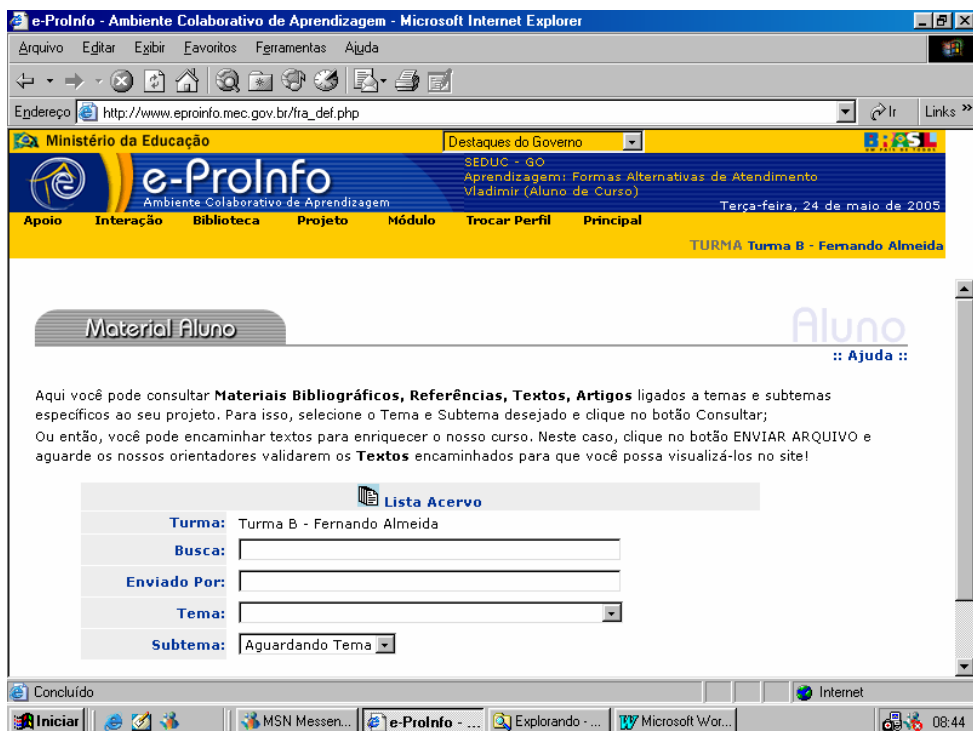 e-ProInfo - Ambiente Colaborativo de Aprendizagem - Microsoft Internet Explorer
Arquivo Editar Exibir Favoritos Ferramentas Ajuda
Endereço http://www.eproinfo.mec.gov.br/fra_def.php Ir Links »
Ministério da Educação Destaques do Governo BRASIL
UM PAÍS DE TODOS
e-ProInfo
Ambiente Colaborativo de Aprendizagem
SEDUC - GO
Aprendizagem: Formas Alternativas de Atendimento
Vladimir (Aluno de Curso)
Terça-feira, 24 de maio de 2005
Apoio Interação Biblioteca Projeto Módulo Trocar Perfil Principal
TURMA Turma B - Fernando Almeida
Material Aluno Aluno
:: Ajuda ::
Aqui você pode consultar Materiais Bibliográficos, Referências, Textos, Artigos ligados a temas e subtemas
específicos ao seu projeto. Para isso, selecione o Tema e Subtema desejado e clique no botão Consultar;
Ou então, você pode encaminhar textos para enriquecer o nosso curso. Neste caso, clique no botão ENVIAR ARQUIVO e
aguarde os nossos orientadores validarem os Textos encaminhados para que você possa visualizá-los no site!
Lista Acervo
Turma: Turma B - Fernando Almeida
Busca:
Enviado Por:
Tema:
Subtema: Aguardando Tema
Concluído Internet
Iniciar MSN Messen... e-ProInfo - ... Explorando - ... Microsoft Wor... 08:44